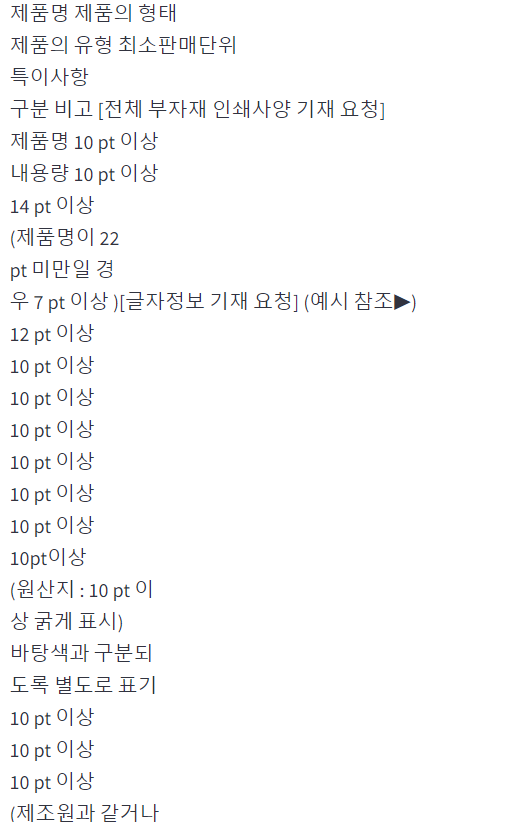 제품명 제품의 형태
제품의 유형 최소판매단위
특이사항
구분 비고 [전체 부자재 인쇄사양 기재 요청]
제품명 10 pt 이상
내용량 10 pt 이상
14 pt 이상
(제품명이 22
pt 미만일 경
우 7 pt 이상 )[글자정보 기재 요청] (예시 참조▶)
12 pt 이상
10 pt 이상
10 pt 이상
10 pt 이상
10 pt 이상
10 pt 이상
10 pt 이상
10pt이상
(원산지 : 10 pt 이
상 굵게 표시)
바탕색과 구분되
도록 별도로 표기
10 pt 이상
10 pt 이상
10 pt 이상
(제조원과 같거나